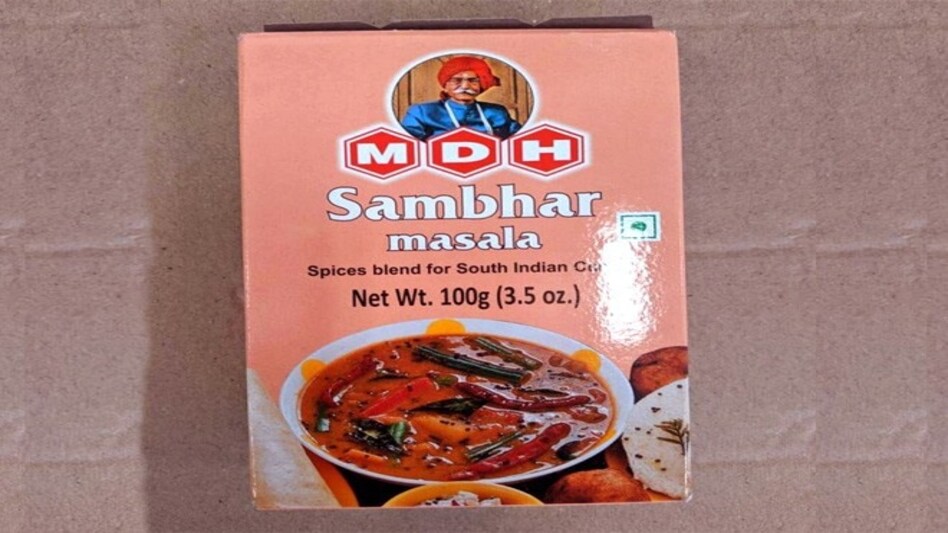 MDH
Sambhar
masala
Spices blend for South Indian
Net Wt. 100g (3.5 oz.)